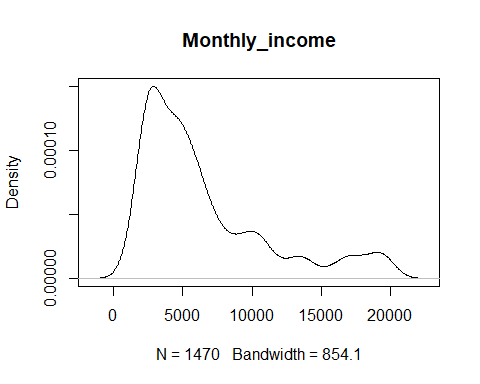 Monthly_income
Density
0.00010
0.00000
0 5000 10000 15000 20000
N = 1470 Bandwidth = 854.1